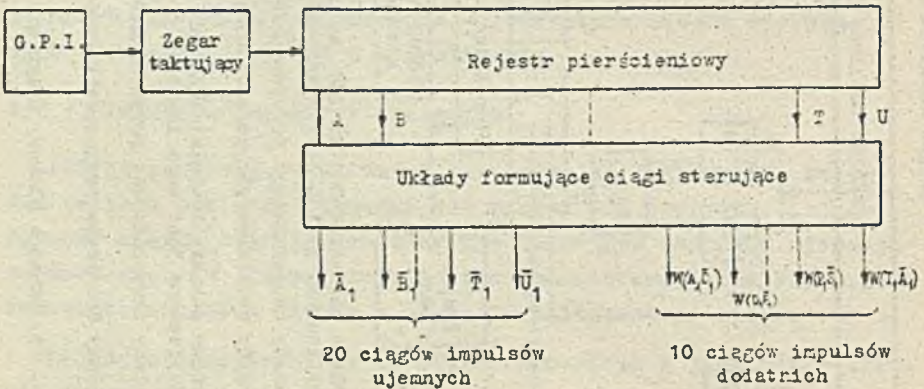 G.P.I.
Zegar
taktujący
Rejestr pierścieniowy
A B T U
Układy formujące ciągi sterujące
Ā₁ B̄₁ T̄₁ Ū₁
20 ciągów impulsów
ujemnych
10 ciągów impulsów
dodatnich